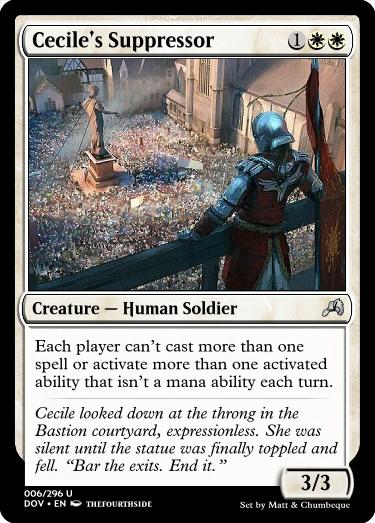 Cecile's Suppressor 1
Creature — Human Soldier
Each player can't cast more than one
spell or activate more than one activated
ability that isn't a mana ability each turn.
Cecile looked down at the throng in the
Bastion courtyard, expressionless. She was
silent until the statue was finally toppled and
fell. “Bar the exits. End it.”
3/3
006/296 U
DOV • EN THEFOURTHSIDE
Set by Matt & Chumbeque